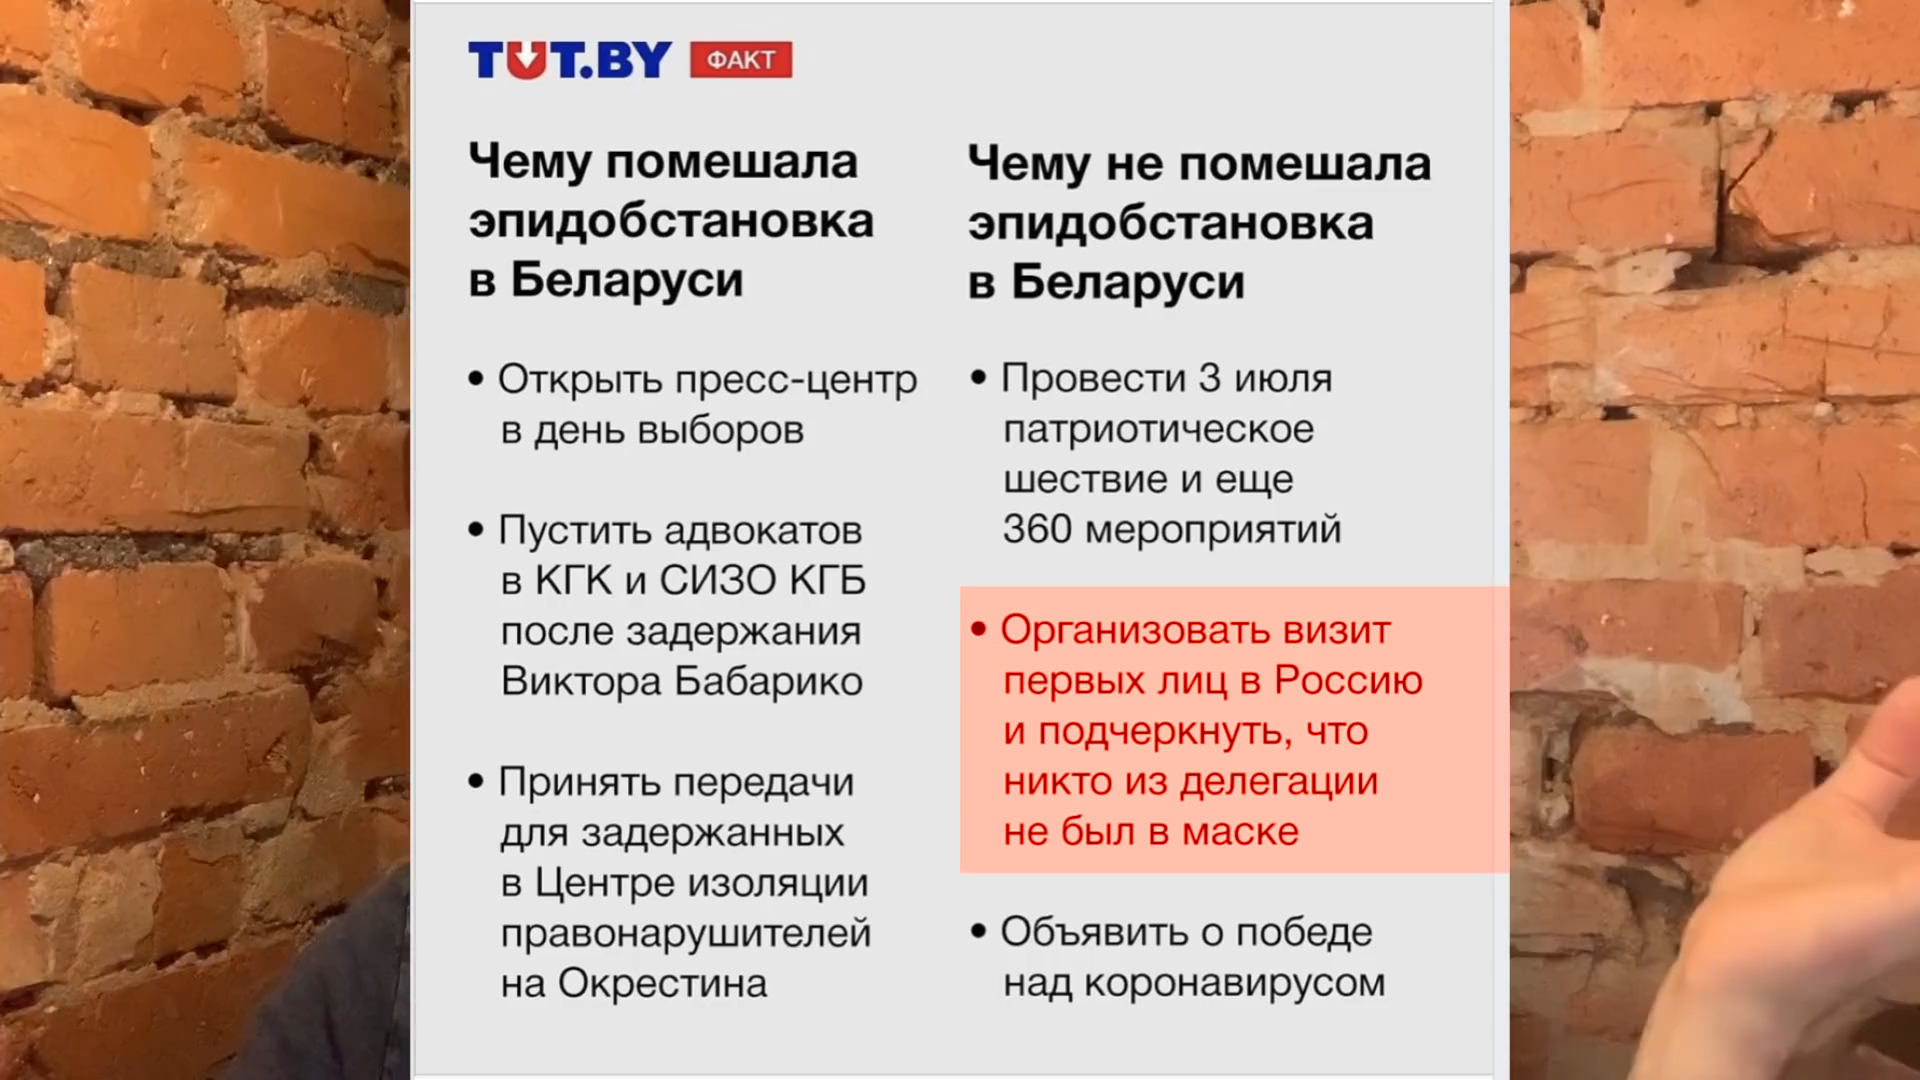 TUT.BY ФАКТ
Чему помешала
эпидобстановка
в Беларуси
• Открыть пресс-центр
в день выборов
• Пустить адвокатов
в КГК и СИЗО КГБ
после задержания
Виктора Бабарико
• Принять передачи
для задержанных
в Центре изоляции
правонарушителей
на Окрестина
Чему не помешала
эпидобстановка
в Беларуси
• Провести 3 июля
патриотическое
шествие и еще
360 мероприятий
• Организовать визит
первых лиц в Россию
и подчеркнуть, что
никто из делегации
не был в маске
• Объявить о победе
над коронавирусом